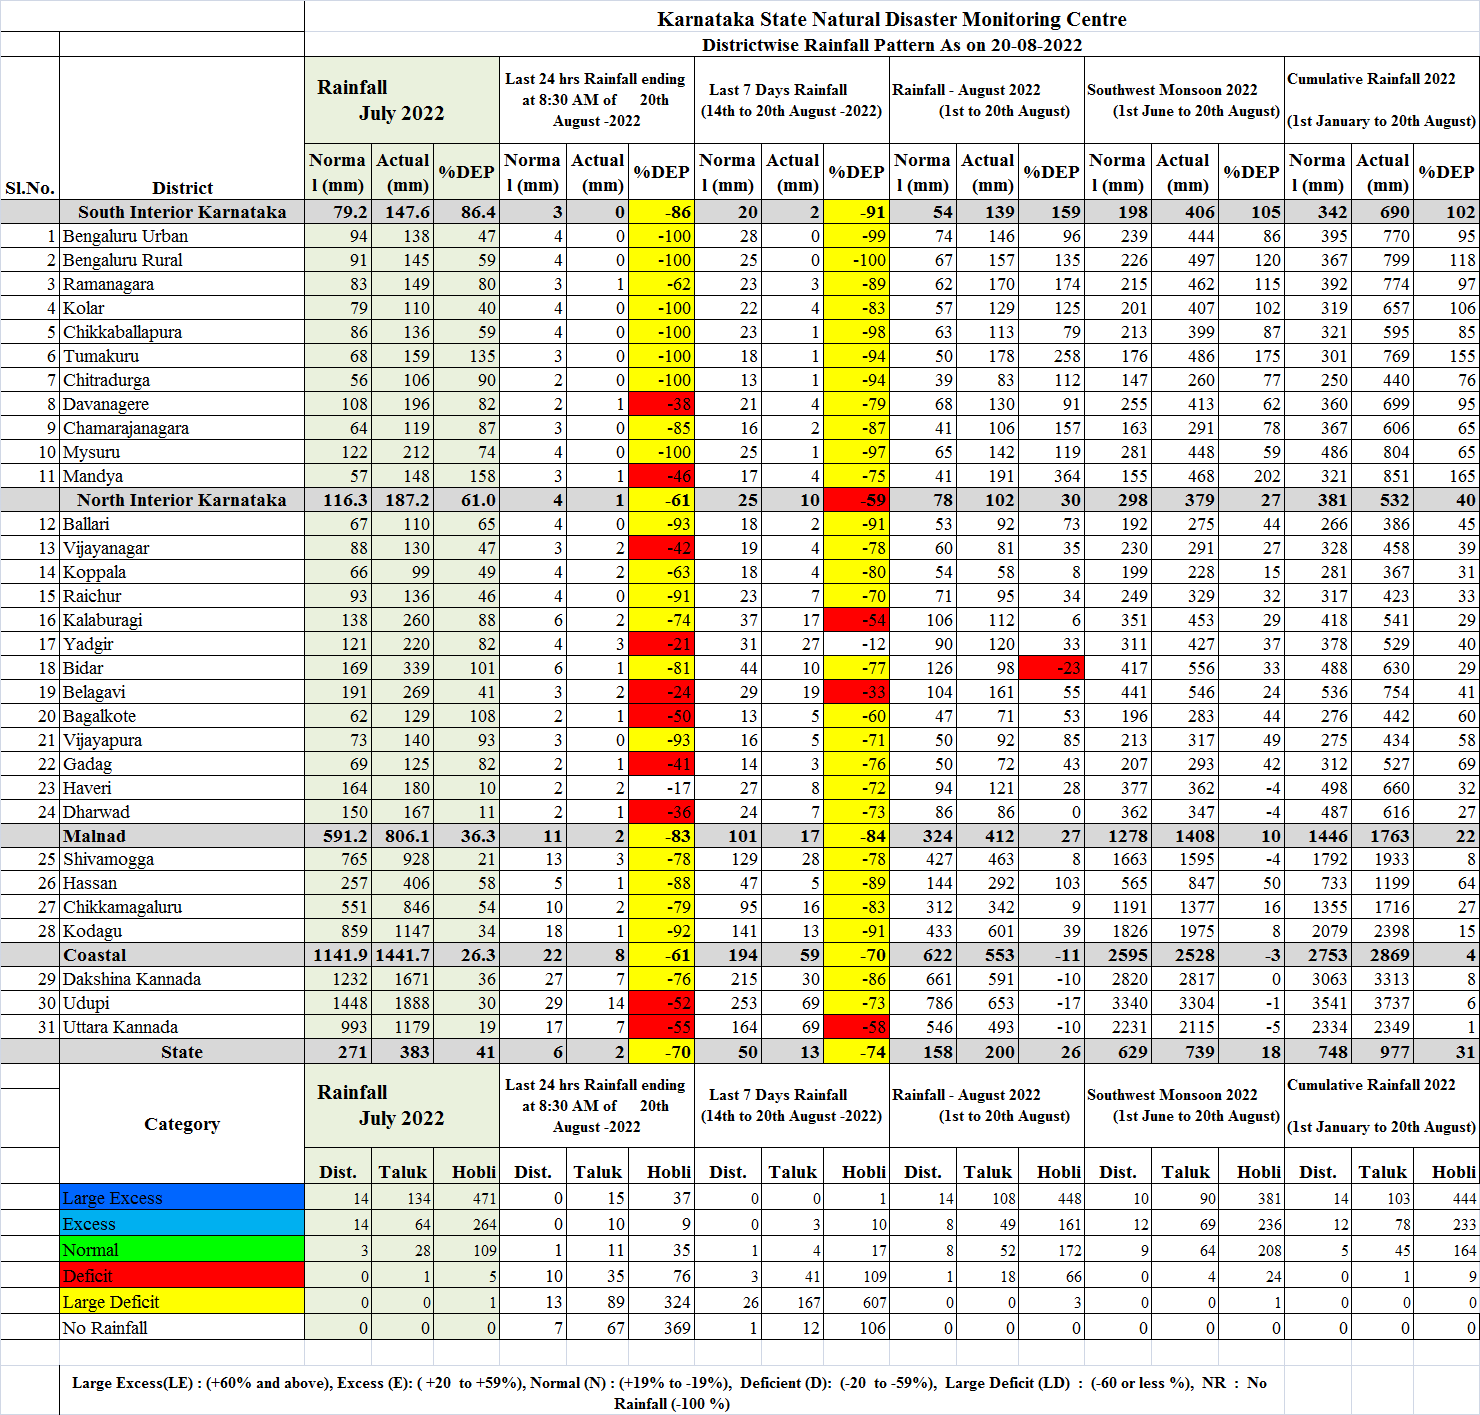 Karnataka State Natural Disaster Monitoring Centre
Districtwise Rainfall Pattern As on 20-08-2022
Sl.No. District Rainfall July 2022 Last 24 hrs Rainfall ending at 8:30 AM of 20th August -2022 Last 7 Days Rainfall (14th to 20th August -2022) Rainfall - August 2022 (1st to 20th August) Southwest Monsoon 2022 (1st June to 20th August) Cumulative Rainfall 2022 (1st January to 20th August)
Normal (mm) Actual (mm) %DEP Normal (mm) Actual (mm) %DEP Normal (mm) Actual (mm) %DEP Normal (mm) Actual (mm) %DEP Normal (mm) Actual (mm) %DEP Normal (mm) Actual (mm) %DEP
South Interior Karnataka 79.2 147.6 86.4 3 0 -86 20 2 -91 54 139 159 198 406 105 342 690 102
1 Bengaluru Urban 94 138 47 4 0 -100 28 0 -99 74 146 96 239 444 86 395 770 95
2 Bengaluru Rural 91 145 59 4 0 -100 25 0 -100 67 157 135 226 497 120 367 799 118
3 Ramanagara 83 149 80 3 1 -62 23 3 -89 62 170 174 215 462 115 392 774 97
4 Kolar 79 110 40 4 0 -100 22 4 -83 57 129 125 201 407 102 319 657 106
5 Chikkaballapura 86 136 59 4 0 -100 23 1 -98 63 113 79 213 399 87 321 595 85
6 Tumakuru 68 159 135 3 0 -100 18 1 -94 50 178 258 176 486 175 301 769 155
7 Chitradurga 56 106 90 2 0 -100 13 1 -94 39 83 112 147 260 77 250 440 76
8 Davanagere 108 196 82 2 1 -38 21 4 -79 68 130 91 255 413 62 360 699 95
9 Chamarajanagara 64 119 87 3 0 -85 16 2 -87 41 106 157 163 291 78 367 606 65
10 Mysuru 122 212 74 4 0 -100 25 1 -97 65 142 119 281 448 59 486 804 65
11 Mandya 57 148 158 3 1 -46 17 4 -75 41 191 364 155 468 202 321 851 165
North Interior Karnataka 116.3 187.2 61.0 4 1 -61 25 10 -59 78 102 30 298 379 27 381 532 40
12 Ballari 67 110 65 4 0 -93 18 2 -91 53 92 73 192 275 44 266 386 45
13 Vijayanagar 88 130 47 3 2 -42 19 4 -78 60 81 35 230 291 27 328 458 39
14 Koppala 66 99 49 4 2 -63 18 4 -80 54 58 8 199 228 15 281 367 31
15 Raichur 93 136 46 4 0 -91 23 7 -70 71 95 34 249 329 32 317 423 33
16 Kalaburagi 138 260 88 6 2 -74 37 17 -54 106 112 6 351 453 29 418 541 29
17 Yadgir 121 220 82 4 3 -21 31 27 -12 90 120 33 311 427 37 378 529 40
18 Bidar 169 339 101 6 1 -81 44 10 -77 126 98 -23 417 556 33 488 630 29
19 Belagavi 191 269 41 3 2 -24 29 19 -33 104 161 55 441 546 24 536 754 41
20 Bagalkote 62 129 108 2 1 -50 13 5 -60 47 71 53 196 283 44 276 442 60
21 Vijayapura 73 140 93 3 0 -93 16 5 -71 50 92 85 213 317 49 275 434 58
22 Gadag 69 125 82 2 1 -41 14 3 -76 50 72 43 207 293 42 312 527 69
23 Haveri 164 180 10 2 2 -17 27 8 -72 94 121 28 377 362 -4 498 660 32
24 Dharwad 150 167 11 2 1 -36 24 7 -73 86 86 0 362 347 -4 487 616 27
Malnad 591.2 806.1 36.3 11 2 -83 101 17 -84 324 412 27 1278 1408 10 1446 1763 22
25 Shivamogga 765 928 21 13 3 -78 129 28 -78 427 463 8 1663 1595 -4 1792 1933 8
26 Hassan 257 406 58 5 1 -88 47 5 -89 144 292 103 565 847 50 733 1199 64
27 Chikkamagaluru 551 846 54 10 2 -79 95 16 -83 312 342 9 1191 1377 16 1355 1716 27
28 Kodagu 859 1147 34 18 1 -92 141 13 -91 433 601 39 1826 1975 8 2079 2398 15
Coastal 1141.9 1441.7 26.3 22 8 -61 194 59 -70 622 553 -11 2595 2528 -3 2753 2869 4
29 Dakshina Kannada 1232 1671 36 27 7 -76 215 30 -86 661 591 -10 2820 2817 0 3063 3313 8
30 Udupi 1448 1888 30 29 14 -52 253 69 -73 786 653 -17 3340 3304 -1 3541 3737 6
31 Uttara Kannada 993 1179 19 17 7 -55 164 69 -58 546 493 -10 2231 2115 -5 2334 2349 1
State 271 383 41 6 2 -70 50 13 -74 158 200 26 629 739 18 748 977 31
Category Rainfall July 2022 Last 24 hrs Rainfall ending at 8:30 AM of 20th August -2022 Last 7 Days Rainfall (14th to 20th August -2022) Rainfall - August 2022 (1st to 20th August) Southwest Monsoon 2022 (1st June to 20th August) Cumulative Rainfall 2022 (1st January to 20th August)
Dist. Taluk Hobli Dist. Taluk Hobli Dist. Taluk Hobli Dist. Taluk Hobli Dist. Taluk Hobli Dist. Taluk Hobli
Large Excess 14 134 471 0 15 37 0 0 1 14 108 448 10 90 381 14 103 444
Excess 14 64 264 0 10 9 0 3 10 8 49 161 12 69 236 12 78 233
Normal 3 28 109 1 11 35 1 4 17 8 52 172 9 64 208 5 45 164
Deficit 0 1 5 10 35 76 3 41 109 1 18 66 0 4 24 0 1 9
Large Deficit 0 0 1 13 89 324 26 167 607 0 0 3 0 0 1 0 0 0
No Rainfall 0 0 0 7 67 369 1 12 106 0 0 0 0 0 0 0 0 0
Large Excess(LE) : (+60% and above), Excess (E): ( +20 to +59%), Normal (N) : (+19% to -19%), Deficient (D): (-20 to -59%), Large Deficit (LD) : (-60 or less %), NR : No
Rainfall (-100 %)